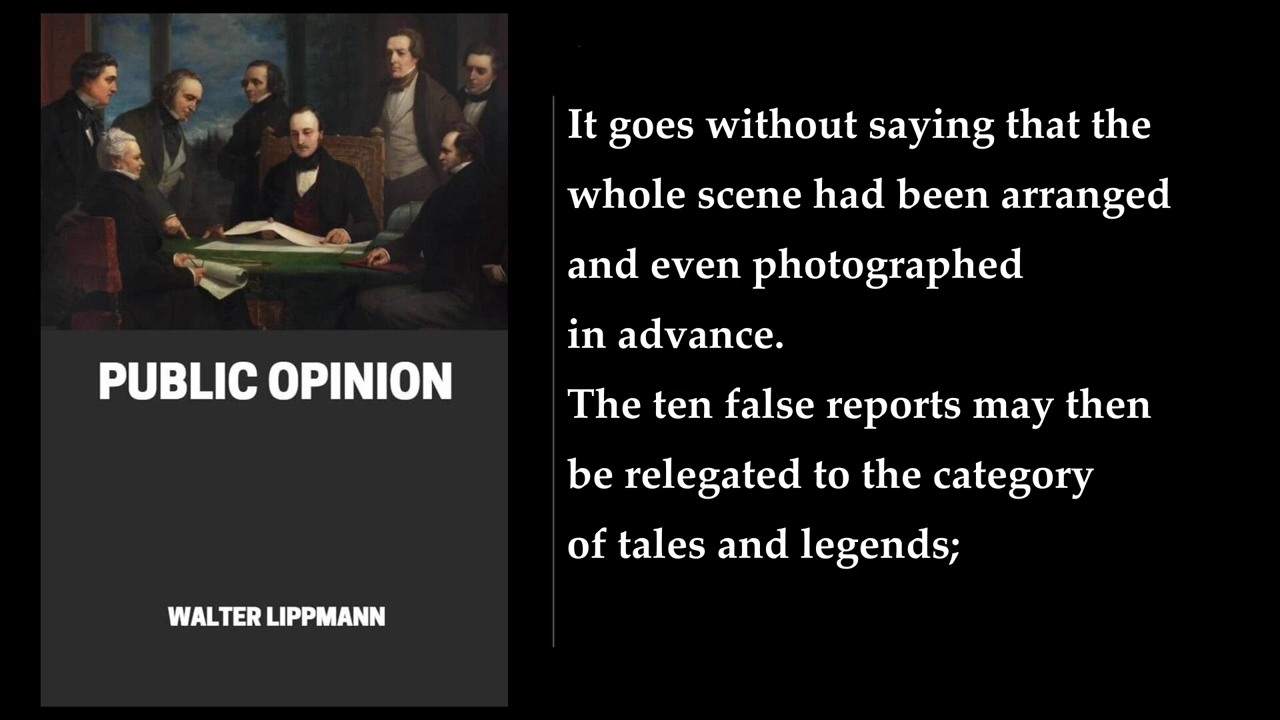 PUBLIC OPINION
WALTER LIPPMANN
It goes without saying that the
whole scene had been arranged
and even photographed
in advance.
The ten false reports may then
be relegated to the category
of tales and legends;